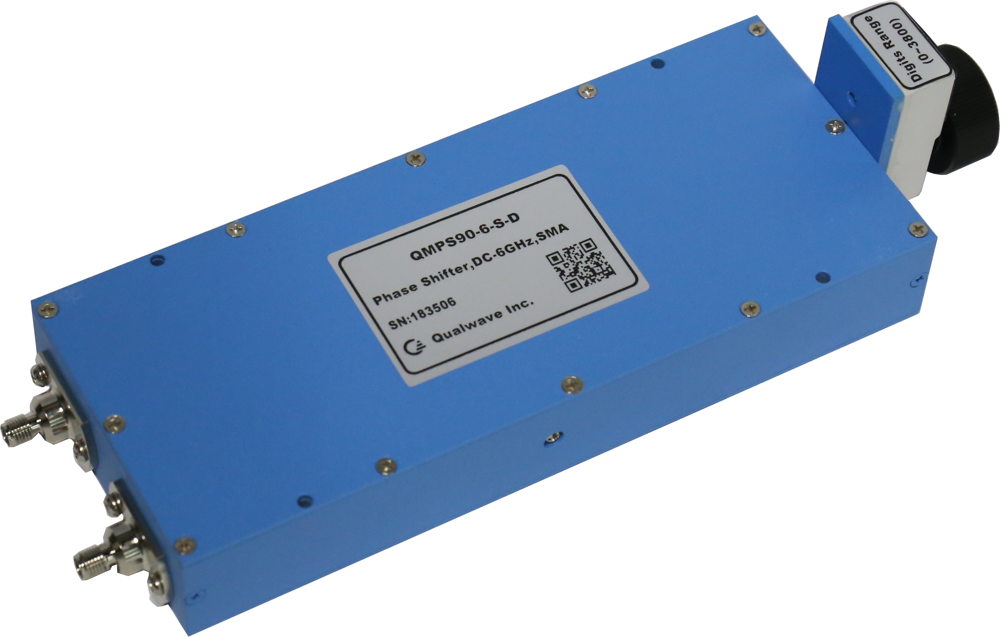 QMPS90-6-S-D
Phase Shifter,DC-6GHz,SMA
SN:183506
Qualwave Inc.
Digits Range
(0~3800)